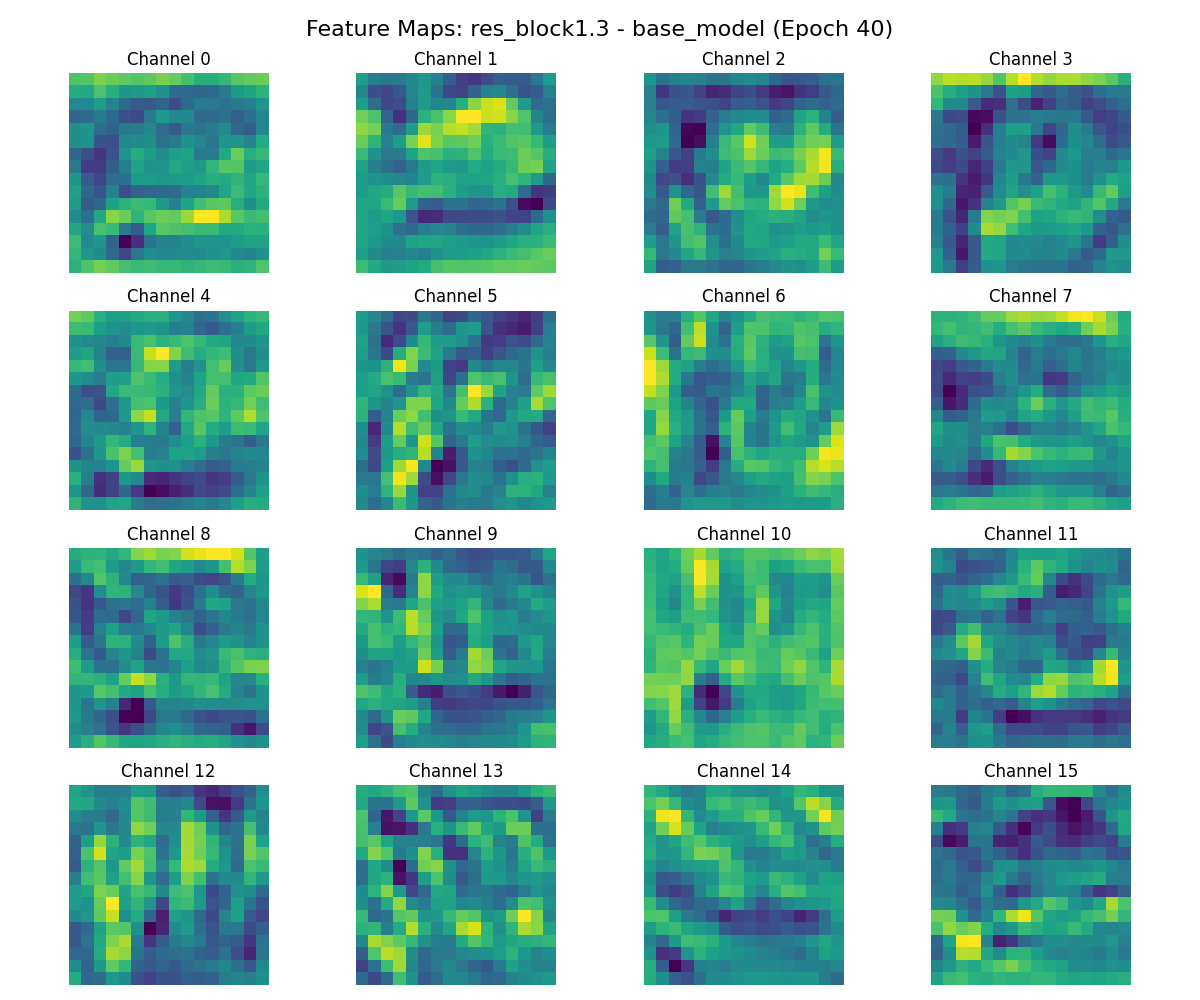 Feature Maps: res_block1.3 - base_model (Epoch 40)
Channel 0 Channel 1 Channel 2 Channel 3
Channel 4 Channel 5 Channel 6 Channel 7
Channel 8 Channel 9 Channel 10 Channel 11
Channel 12 Channel 13 Channel 14 Channel 15